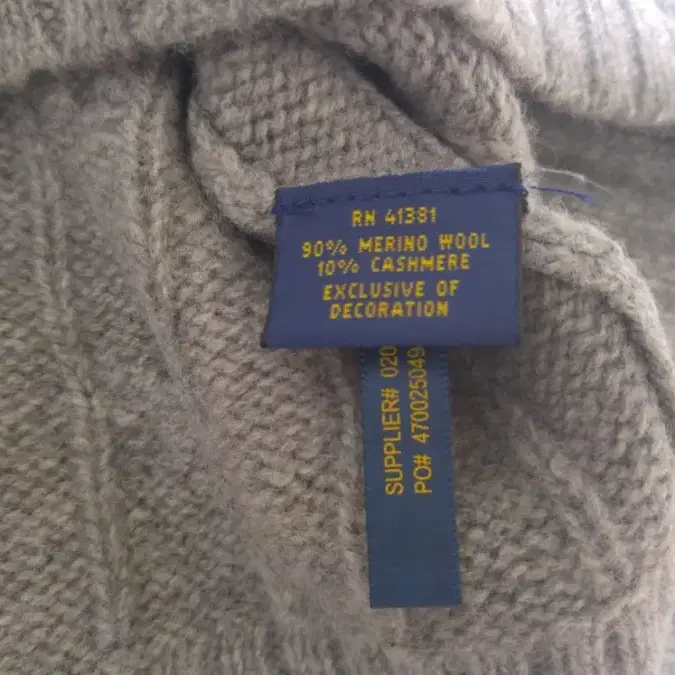 RN 41381
90% MERINO WOOL
10% CASHMERE
EXCLUSIVE OF
DECORATION
SUPPLIER# 020
PO# 470025049